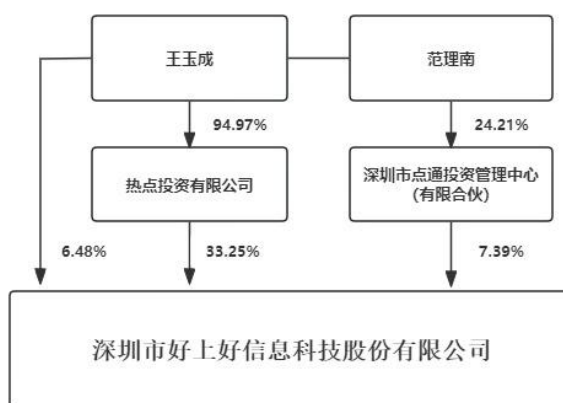 王玉成
范理南
94.97%
24.21%
热点投资有限公司
深圳市点通投资管理中心
(有限合伙)
6.48%
33.25%
7.39%
深圳市好上好信息科技股份有限公司